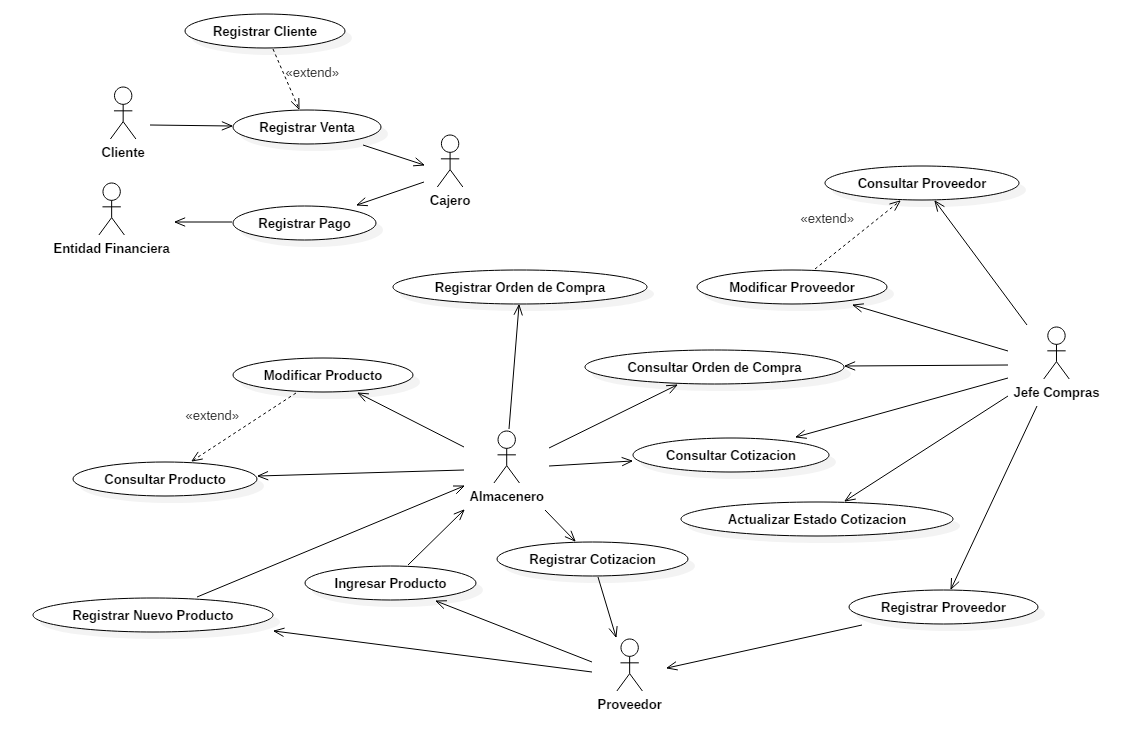 Registrar Cliente
«extend»
Registrar Venta
Cliente
Cajero
Consultar Proveedor
«extend»
Registrar Pago
Entidad Financiera
Registrar Orden de Compra
Modificar Proveedor
Modificar Producto
Consultar Orden de Compra
Jefe Compras
«extend»
Consultar Producto
Consultar Cotizacion
Almacenero
Actualizar Estado Cotizacion
Registrar Cotizacion
Ingresar Producto
Registrar Nuevo Producto
Registrar Proveedor
Proveedor